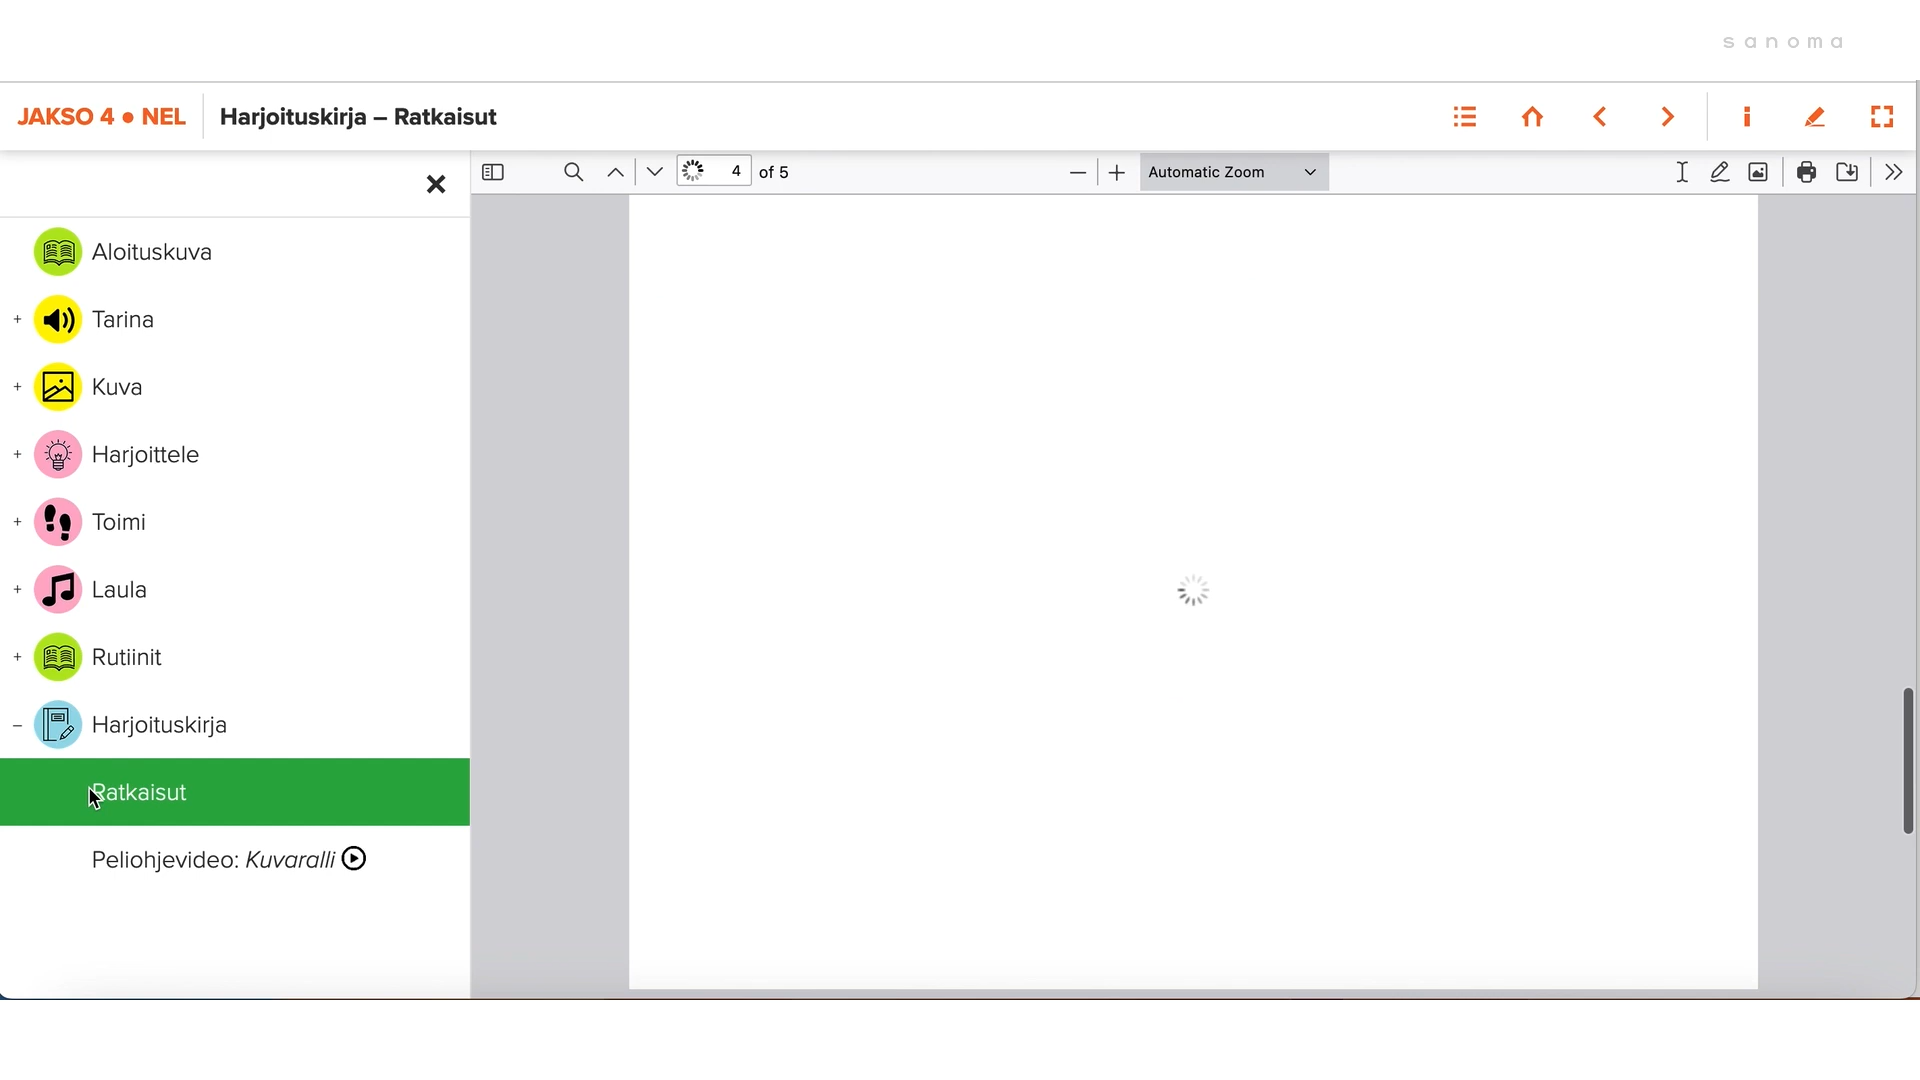 sanoma
JAKSO 4 • NEL
Harjoituskirja – Ratkaisut
4 of 5
Automatic Zoom
Aloituskuva
+ Tarina
+ Kuva
+ Harjoittele
+ Toimi
+ Laula
+ Rutiinit
– Harjoituskirja
Ratkaisut
Peliohjevideo: Kuvaralli